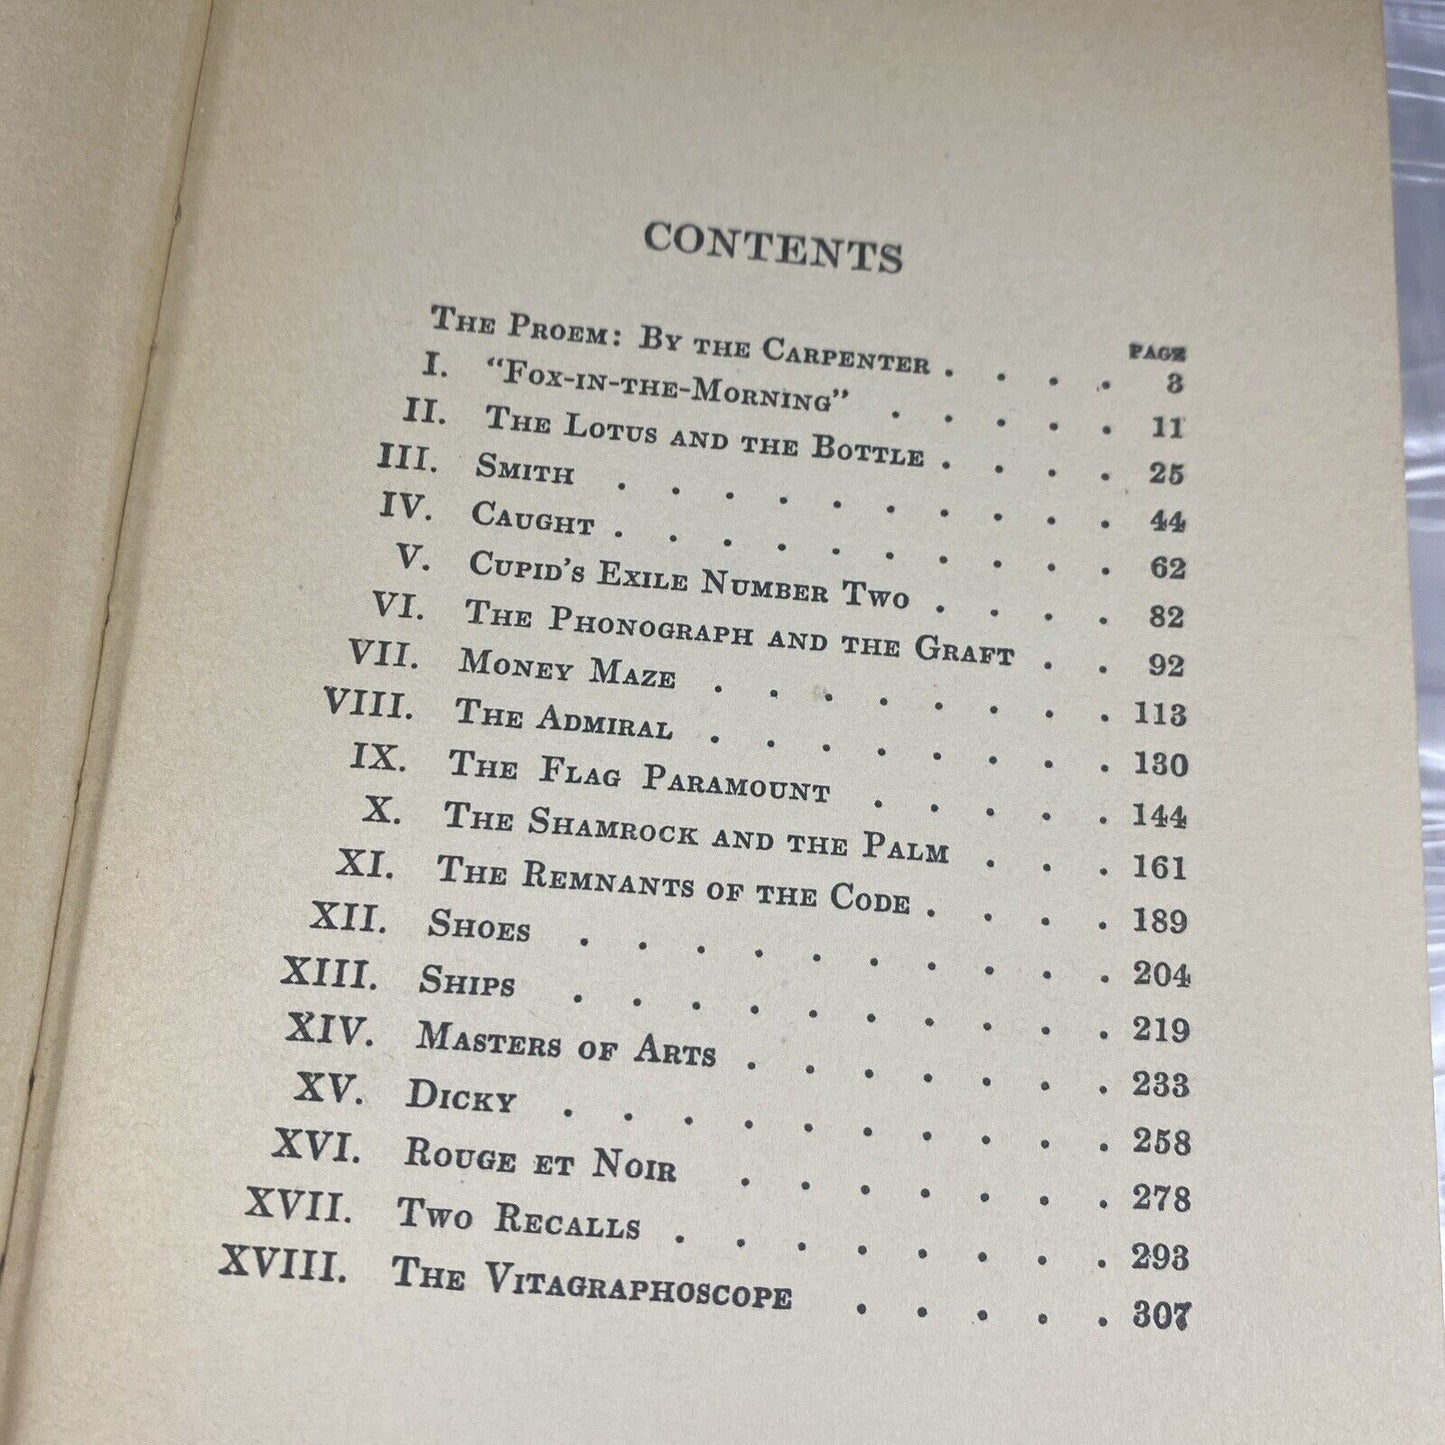 CONTENTS
PAGE
THE PROEM: BY THE CARPENTER . . . . 3
I. "FOX-IN-THE-MORNING" . . . . . 11
II. THE LOTUS AND THE BOTTLE . . . . 25
III. SMITH . . . . . . . . . . 44
IV. CAUGHT . . . . . . . . . . 62
V. CUPID'S EXILE NUMBER TWO . . . . 82
VI. THE PHONOGRAPH AND THE GRAFT . . 92
VII. MONEY MAZE . . . . . . . . 113
VIII. THE ADMIRAL . . . . . . . . 130
IX. THE FLAG PARAMOUNT . . . . . 144
X. THE SHAMROCK AND THE PALM . . . 161
XI. THE REMNANTS OF THE CODE . . . . 189
XII. SHOES . . . . . . . . . . 204
XIII. SHIPS . . . . . . . . . . 219
XIV. MASTERS OF ARTS . . . . . . . 233
XV. DICKY . . . . . . . . . . 258
XVI. ROUGE ET NOIR . . . . . . . 278
XVII. TWO RECALLS . . . . . . . . 293
XVIII. THE VITAGRAPHOSCOPE . . . . . 307